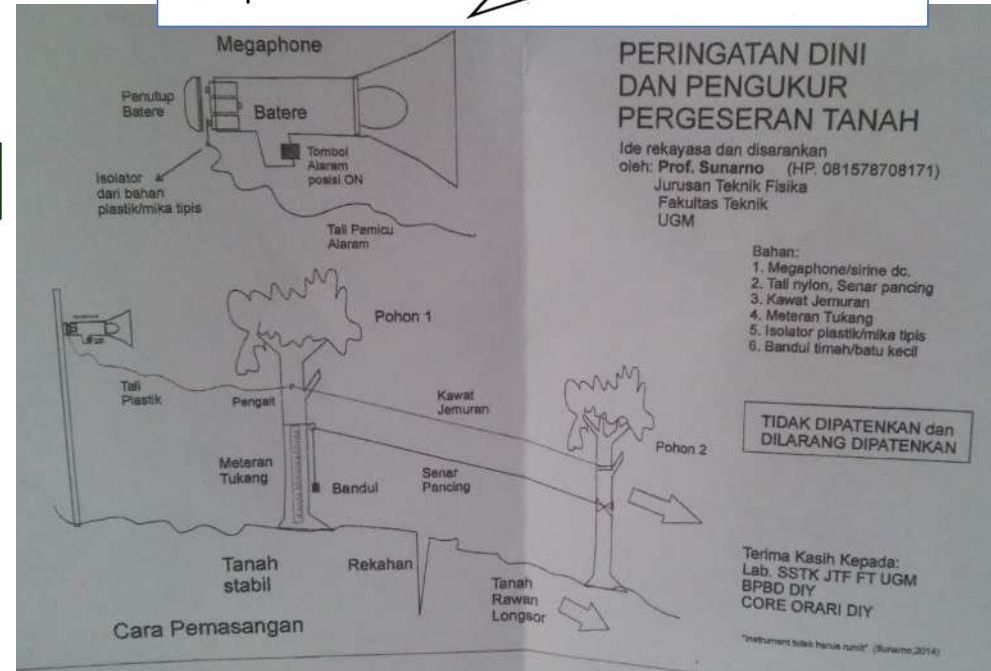 Megaphone
Penutup
Batere
Batere
Tombol
Alaram
posisi ON
Isolator
dari bahan
plastik/mika tipis
Tali Pemicu
Alaram
PERINGATAN DINI
DAN PENGUKUR
PERGESERAN TANAH
Ide rekayasa dan disarankan
oleh: Prof. Sunarno (HP. 081578708171)
Jurusan Teknik Fisika
Fakultas Teknik
UGM
Bahan:
1. Megaphone/sirine dc.
2. Tali nylon, Senar pancing
3. Kawat Jemuran
4. Meteran Tukang
5. Isolator plastik/mika tipis
6. Bandul timah/batu kecil
TIDAK DIPATENKAN dan
DILARANG DIPATENKAN
Terima Kasih Kepada:
Lab. SSTK JTF FT UGM
BPBD DIY
CORE ORARI DIY
"Instrument tidak harus rumit" (Sunarno,2014)
Pohon 1
Tali
Plastik
Pengait
Kawat
Jemuran
Pohon 2
Meteran
Tukang
Bandul
Senar
Pancing
Tanah
stabil
Rekahan
Tanah
Rawan
Longsor
Cara Pemasangan